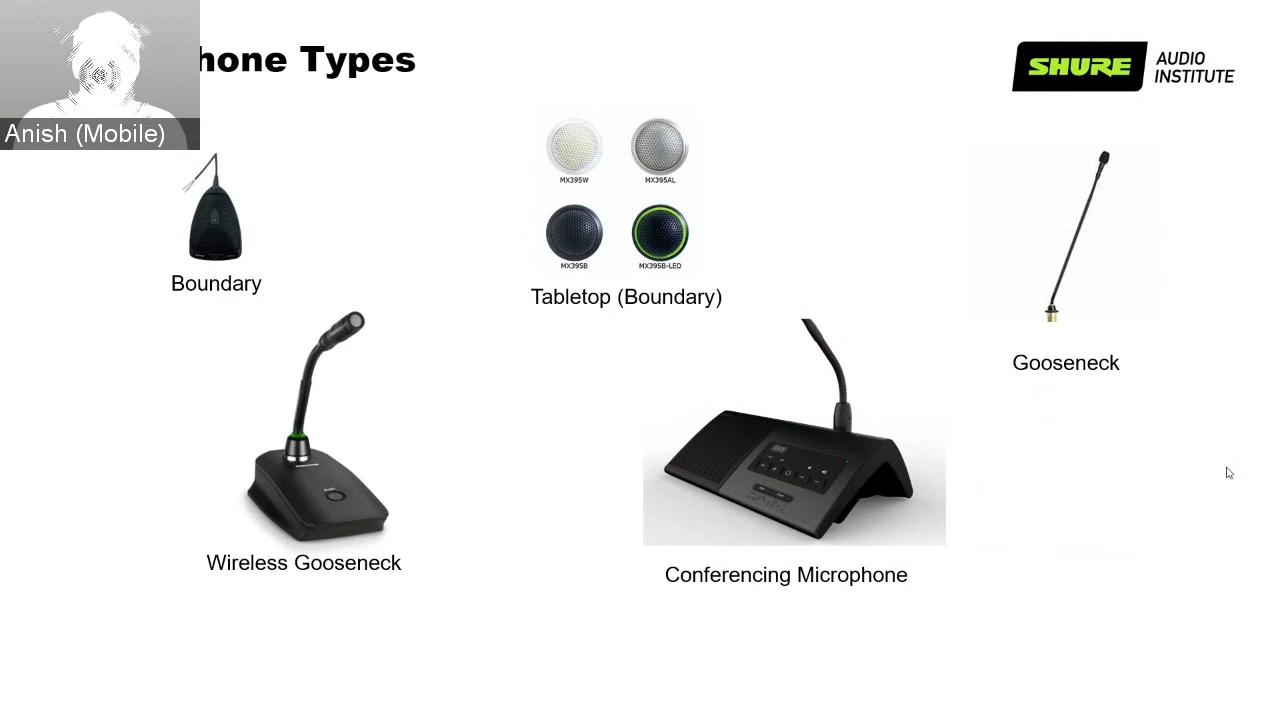 hone Types
SHURE
AUDIO
INSTITUTE
Anish (Mobile)
MX395W
MX395AL
MX395B
MX395B-LED
Boundary
Tabletop (Boundary)
Gooseneck
Wireless Gooseneck
Conferencing Microphone